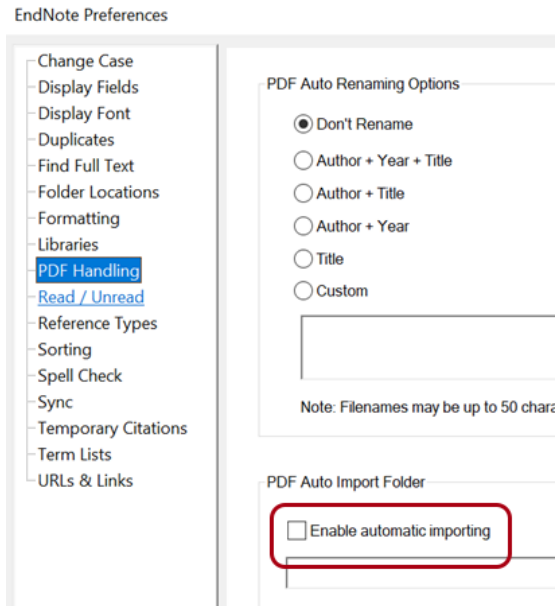 EndNote Preferences
Change Case
Display Fields
Display Font
Duplicates
Find Full Text
Folder Locations
Formatting
Libraries
PDF Handling
Read / Unread
Reference Types
Sorting
Spell Check
Sync
Temporary Citations
Term Lists
URLs & Links
PDF Auto Renaming Options
Don't Rename
Author + Year + Title
Author + Title
Author + Year
Title
Custom
Note: Filenames may be up to 50
PDF Auto Import Folder
Enable automatic importing